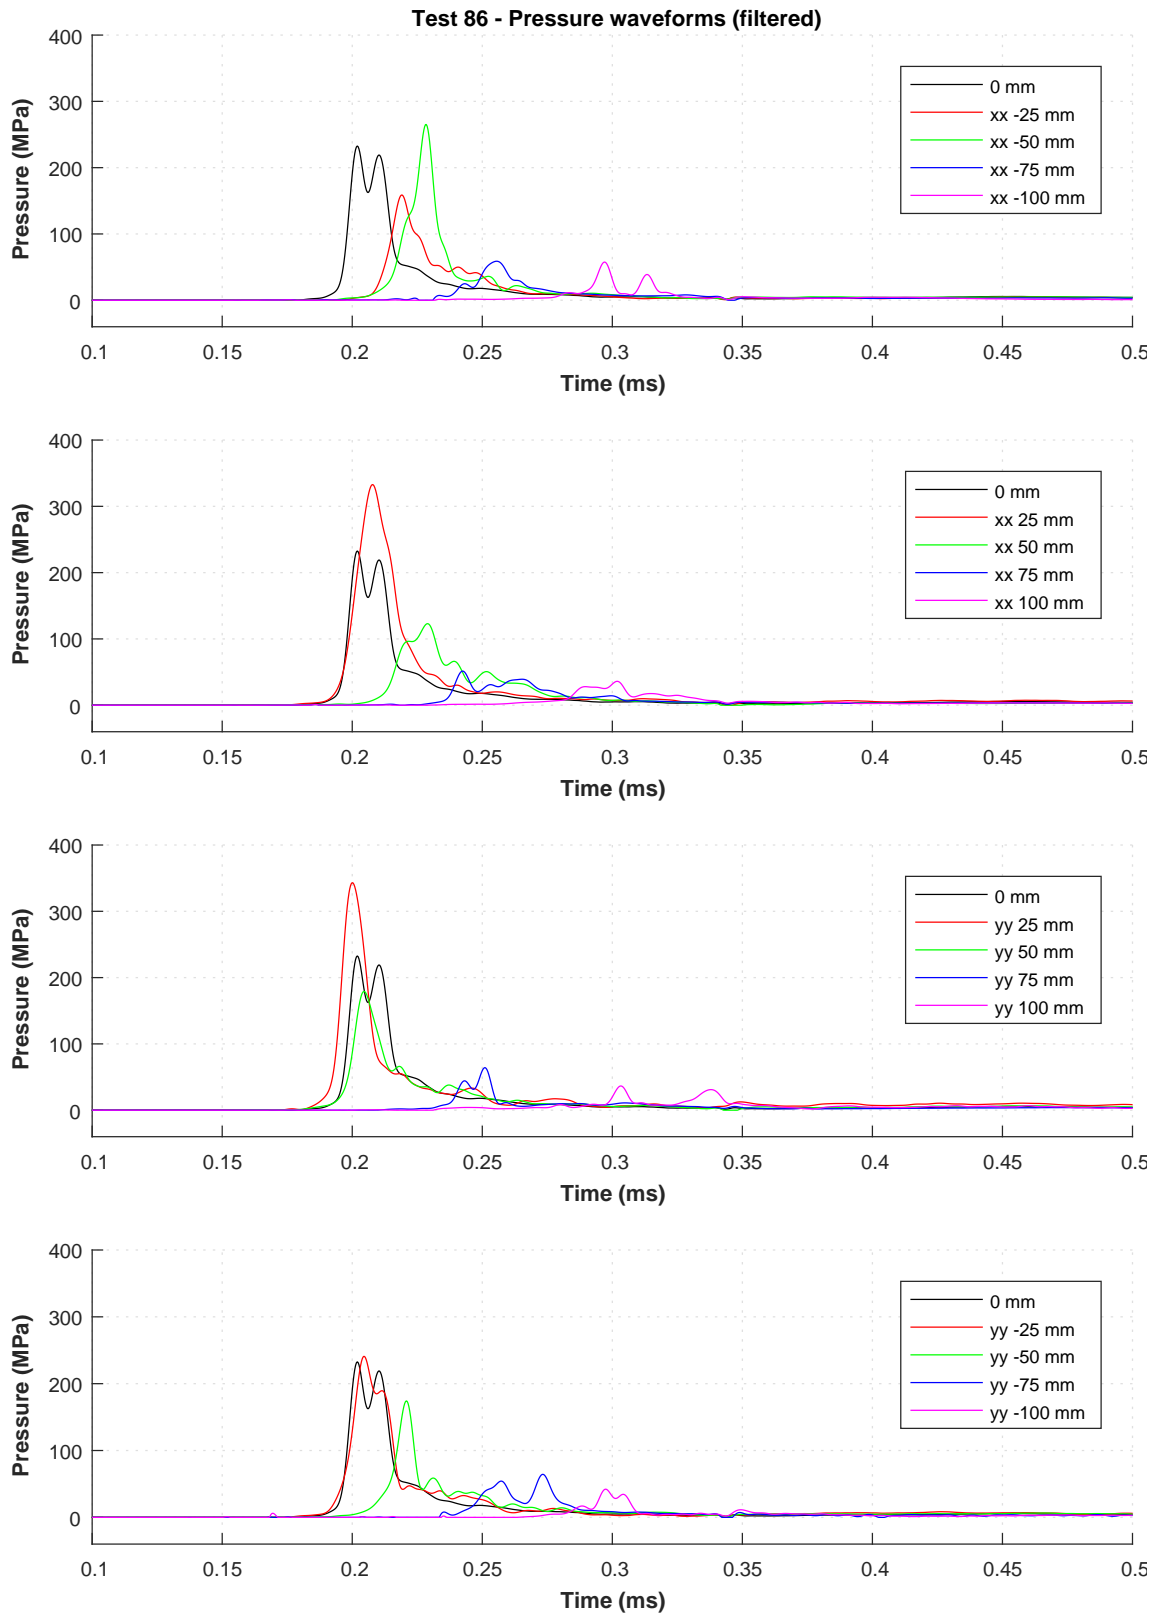 Test 86 - Pressure waveforms (filtered)
400
300
200
100
0
Pressure (MPa)
0 mm
xx -25 mm
xx -50 mm
xx -75 mm
xx -100 mm
0.1 0.15 0.2 0.25 0.3 0.35 0.4 0.45 0.5
Time (ms)
400
300
200
100
0
Pressure (MPa)
0 mm
xx 25 mm
xx 50 mm
xx 75 mm
xx 100 mm
0.1 0.15 0.2 0.25 0.3 0.35 0.4 0.45 0.5
Time (ms)
400
300
200
100
0
Pressure (MPa)
0 mm
yy 25 mm
yy 50 mm
yy 75 mm
yy 100 mm
0.1 0.15 0.2 0.25 0.3 0.35 0.4 0.45 0.5
Time (ms)
400
300
200
100
0
Pressure (MPa)
0 mm
yy -25 mm
yy -50 mm
yy -75 mm
yy -100 mm
0.1 0.15 0.2 0.25 0.3 0.35 0.4 0.45 0.5
Time (ms)